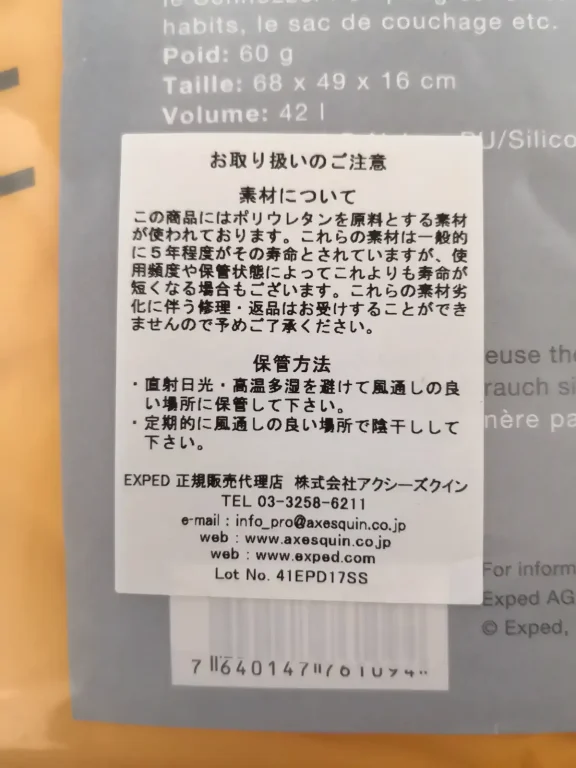 habits, le sac de couchage etc.
Poid: 60 g
Taille: 68 x 49 x 16 cm
Volume: 42 l
PU/Silico
お取り扱いのご注意
素材について
この商品にはポリウレタンを原料とする素材
が使われております。これらの素材は一般的
に５年程度がその寿命とされていますが、使
用頻度や保管状態によってこれよりも寿命が
短くなる場合もございます。これらの素材劣
化に伴う修理・返品はお受けすることができ
ませんので予めご了承ください。
保管方法
・直射日光・高温多湿を避けて風通しの良
い場所に保管して下さい。
・定期的に風通しの良い場所で陰干しして
下さい。
EXPED 正規販売代理店 株式会社アクシーズクイン
TEL 03-3258-6211
e-mail : info_pro@axesquin.co.jp
web : www.axesquin.co.jp
web : www.exped.com
Lot No. 41EPD17SS
euse the
rauch si
nère pa
For inform
Exped AG
© Exped,
7 640147